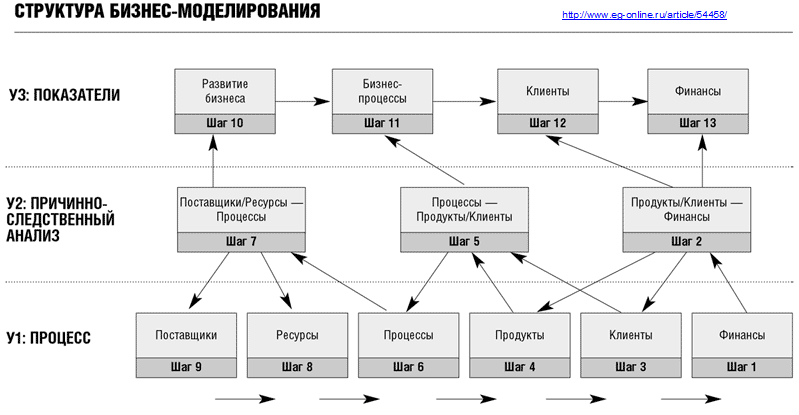 СТРУКТУРА БИЗНЕС-МОДЕЛИРОВАНИЯ
http://www.eg-online.ru/article/54458/
У3: ПОКАЗАТЕЛИ
Развитие
бизнеса
Шаг 10
Бизнес-
процессы
Шаг 11
Клиенты
Шаг 12
Финансы
Шаг 13
У2: ПРИЧИННО-
СЛЕДСТВЕННЫЙ
АНАЛИЗ
Поставщики/Ресурсы —
Процессы
Шаг 7
Процессы —
Продукты/Клиенты
Шаг 5
Продукты/Клиенты —
Финансы
Шаг 2
У1: ПРОЦЕСС
Поставщики
Шаг 9
Ресурсы
Шаг 8
Процессы
Шаг 6
Продукты
Шаг 4
Клиенты
Шаг 3
Финансы
Шаг 1